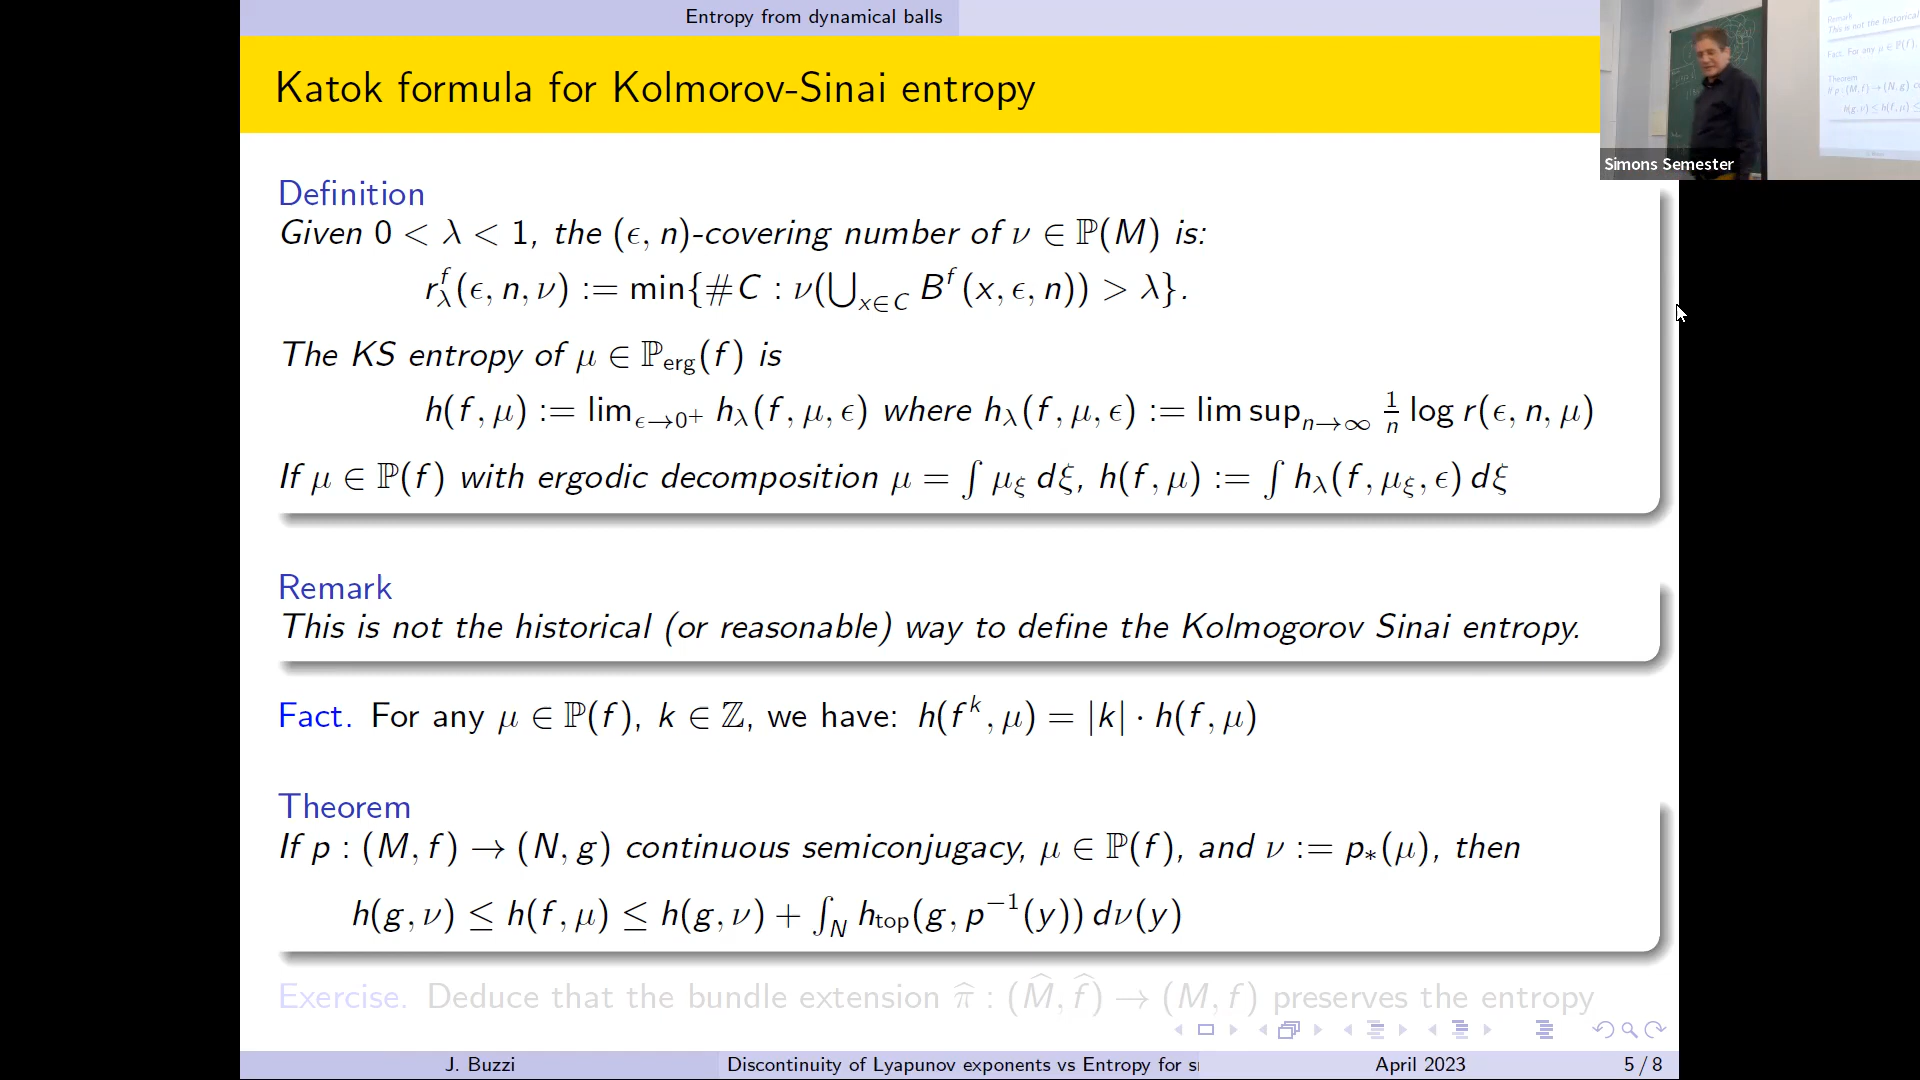 Entropy from dynamical balls
Katok formula for Kolmorov-Sinai entropy
Simons Semester
Definition
Given 0 < λ < 1, the (ϵ, n)-covering number of ν ∈ ℙ(M) is:
r_λ^f(ϵ, n, ν) := min{#C : ν(⋃_{x∈C} B^f(x, ϵ, n)) > λ}.
The KS entropy of μ ∈ ℙ_erg(f) is
h(f, μ) := lim_{ϵ→0+} h_λ(f, μ, ϵ) where h_λ(f, μ, ϵ) := lim sup_{n→∞} 1/n log r(ϵ, n, μ)
If μ ∈ ℙ(f) with ergodic decomposition μ = ∫ μ_ξ dξ, h(f, μ) := ∫ h_λ(f, μ_ξ, ϵ) dξ
Remark
This is not the historical (or reasonable) way to define the Kolmogorov Sinai entropy.
Fact. For any μ ∈ ℙ(f), k ∈ ℤ, we have: h(f^k, μ) = |k| · h(f, μ)
Theorem
If p : (M, f) → (N, g) continuous semiconjugacy, μ ∈ ℙ(f), and ν := p_*(μ), then
h(g, ν) ≤ h(f, μ) ≤ h(g, ν) + ∫_N h_top(g, p^{-1}(y)) dν(y)
Exercise. Deduce that the bundle extension π̂ : (M̂, f̂) → (M, f) preserves the entropy
J. Buzzi
Discontinuity of Lyapunov exponents vs Entropy for
April 2023
5 / 8